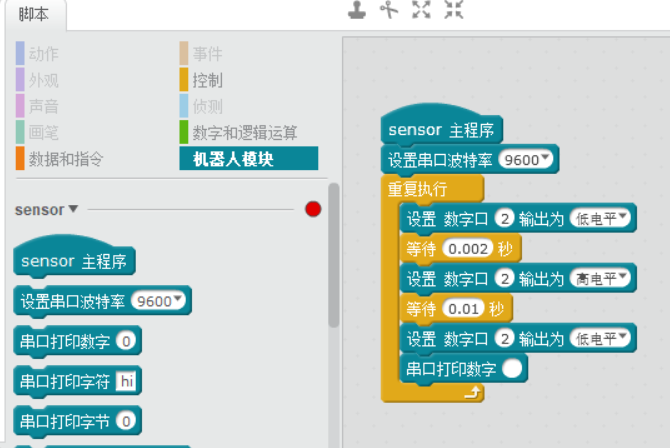 脚本
动作 事件
外观 控制
声音 侦测
画笔 数字和逻辑运算
数据和指令 机器人模块
sensor
sensor 主程序
设置串口波特率 9600
串口打印数字 0
串口打印字符 hi
串口打印字节 0
sensor 主程序
设置串口波特率 9600
重复执行
设置 数字口 2 输出为 低电平
等待 0.002 秒
设置 数字口 2 输出为 高电平
等待 0.01 秒
设置 数字口 2 输出为 低电平
串口打印数字